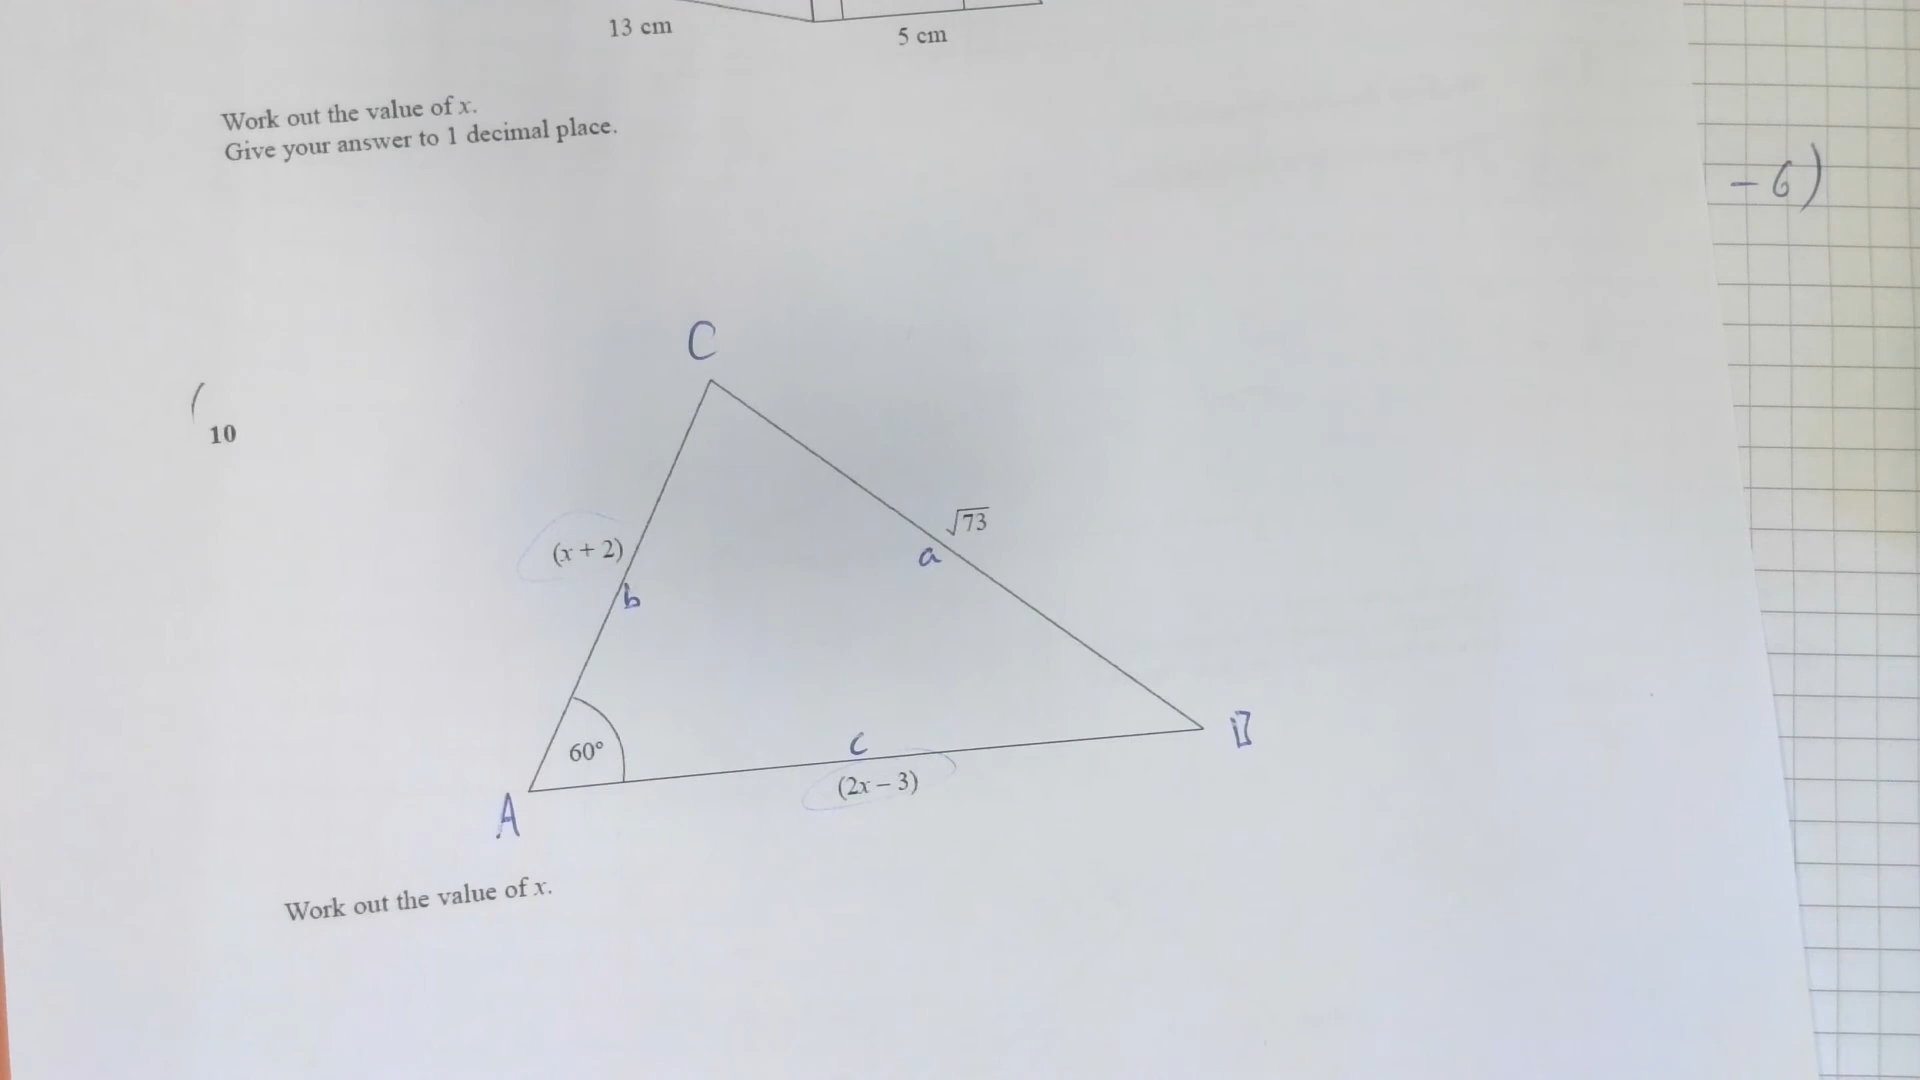 13 cm
5 cm
Work out the value of x.
Give your answer to 1 decimal place.
– 6)
C
(
10
√73
(x + 2)
a
b
B
c
60°
(2x – 3)
A
Work out the value of x.